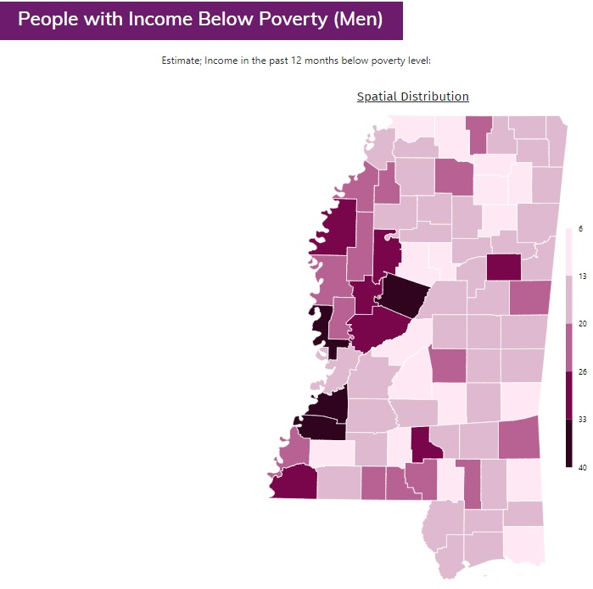 People with Income Below Poverty (Men)
Estimate; Income in the past 12 months below poverty level:
Spatial Distribution
6
13
20
26
33
40